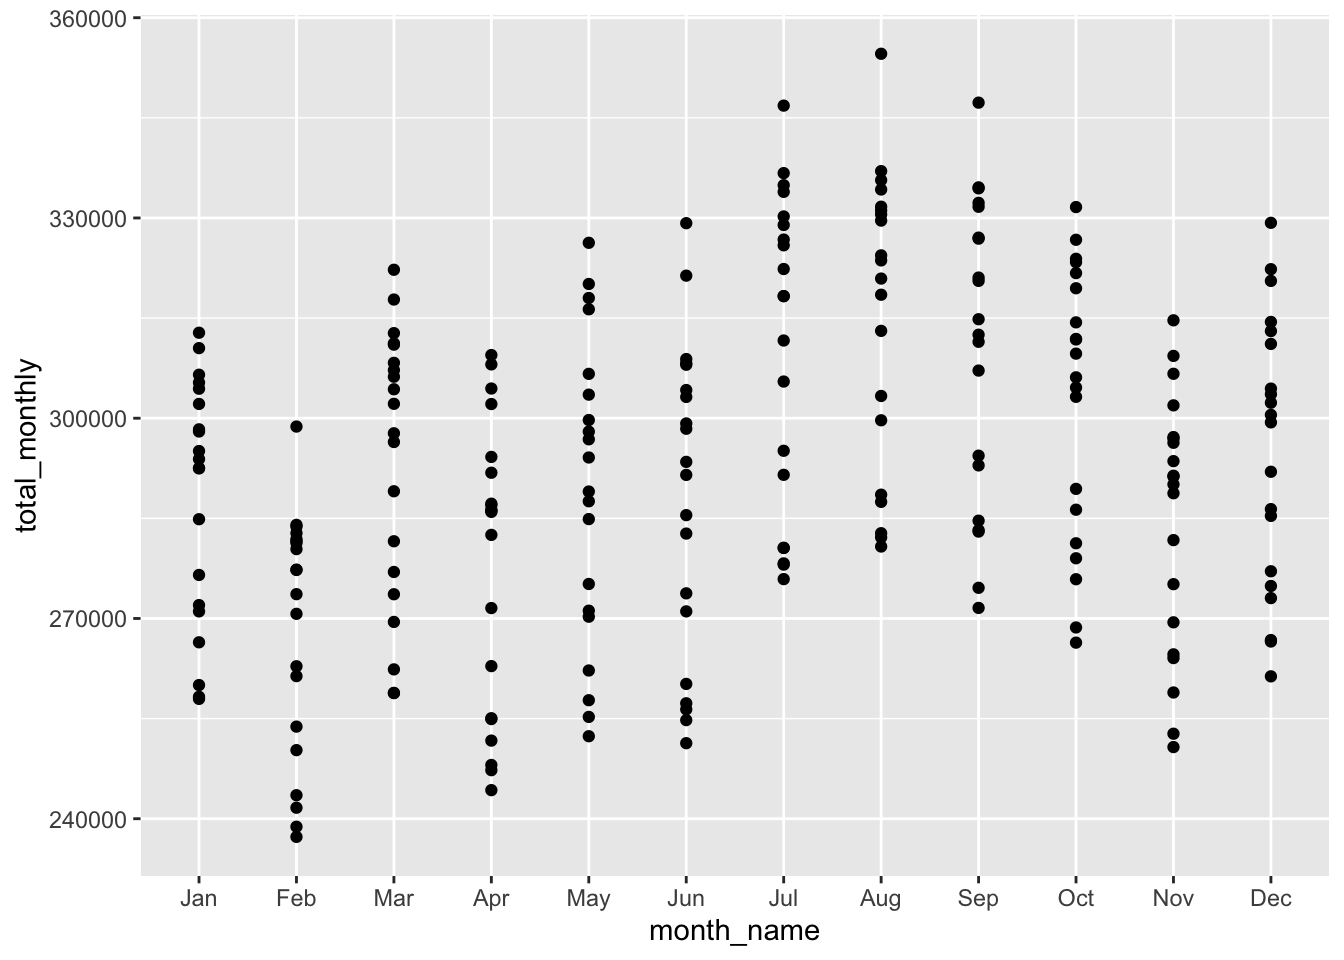 360000
330000
300000
270000
240000
total_monthly
Jan Feb Mar Apr May Jun Jul Aug Sep Oct Nov Dec
month_name